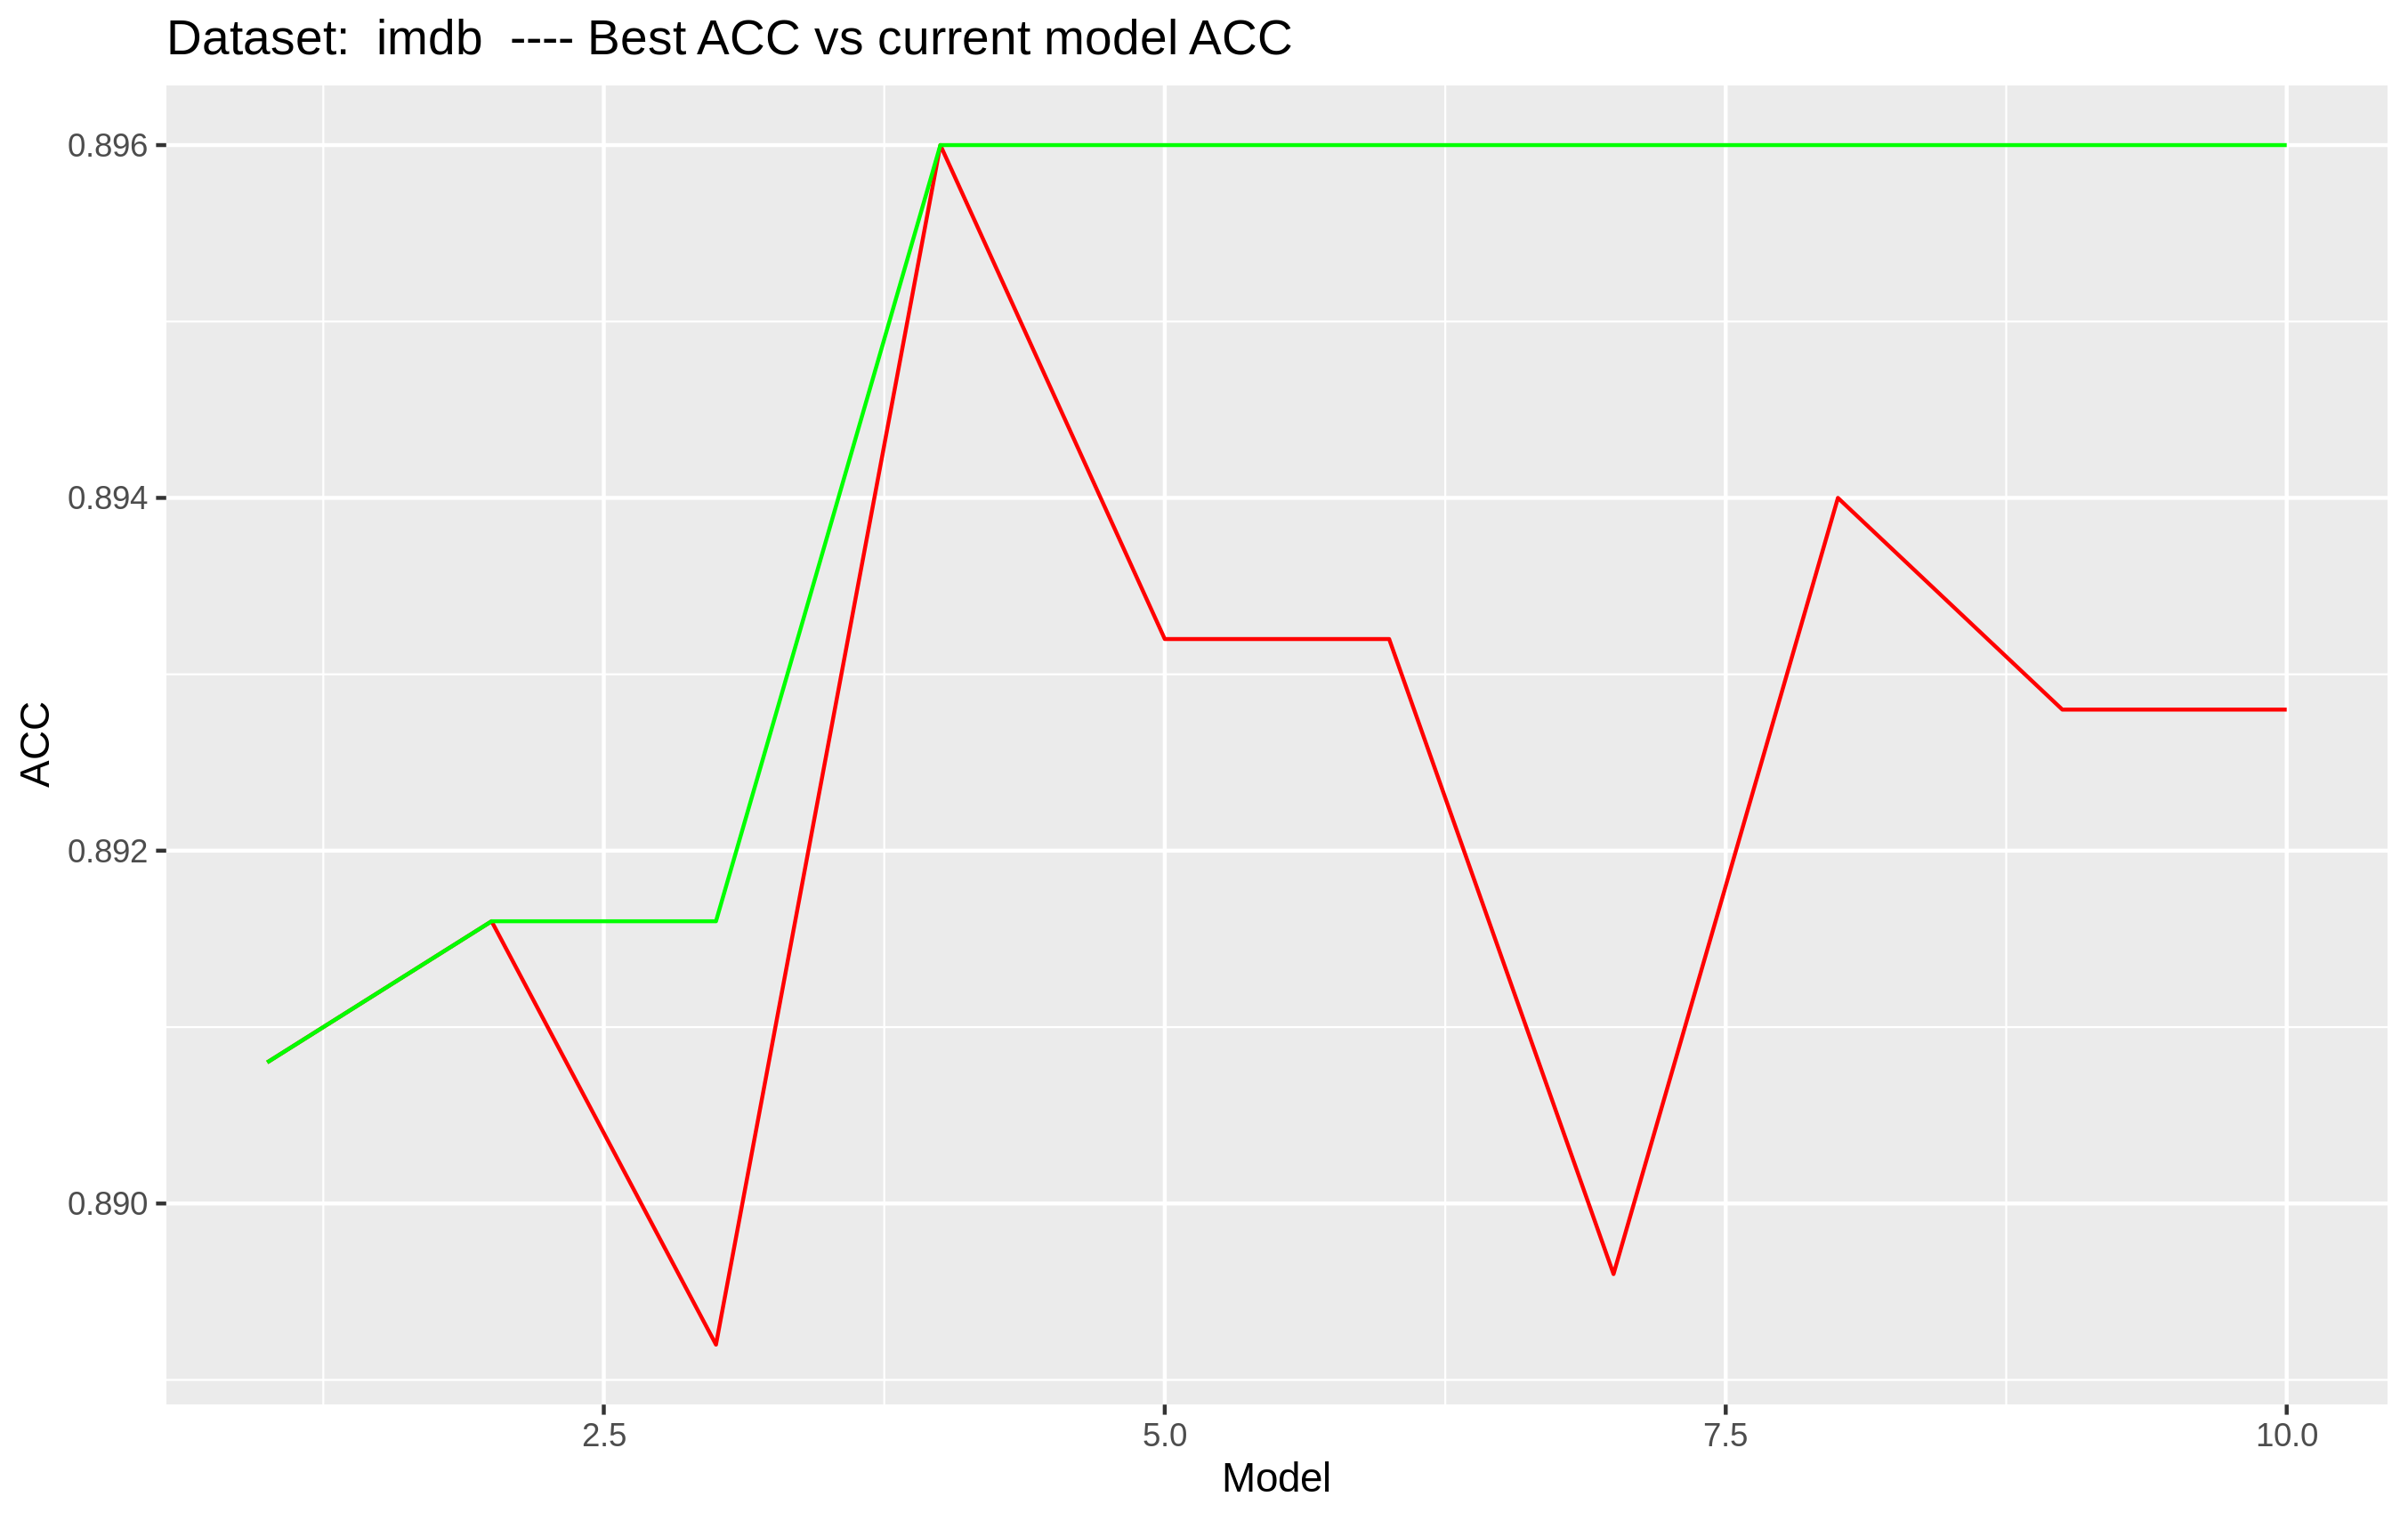 Dataset:  imdb  ---- Best ACC vs current model ACC
0.896
0.894
0.892
0.890
ACC
2.5 5.0 7.5 10.0
Model